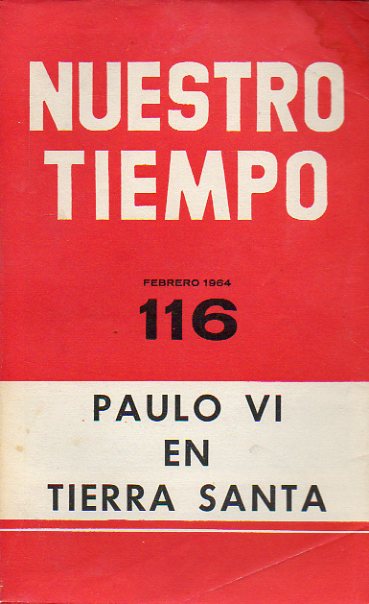 NUESTRO
TIEMPO
FEBRERO 1964
116
PAULO VI
EN
TIERRA SANTA